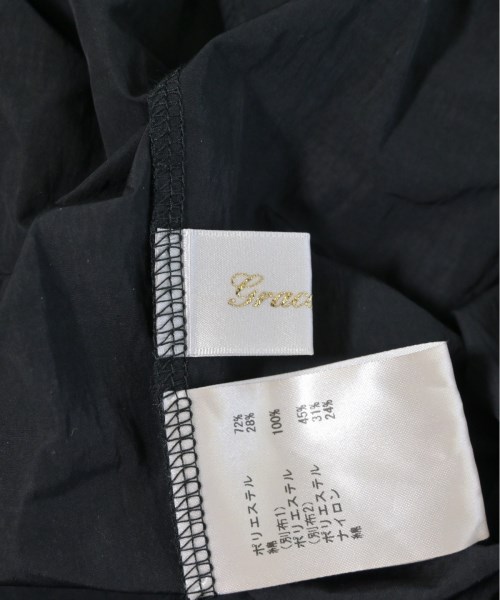 Grac
ポリエステル 72%
綿 28%
(別布1)
ポリエステル 100%
(別布2)
ポリエステル 45%
ナイロン 31%
綿 24%